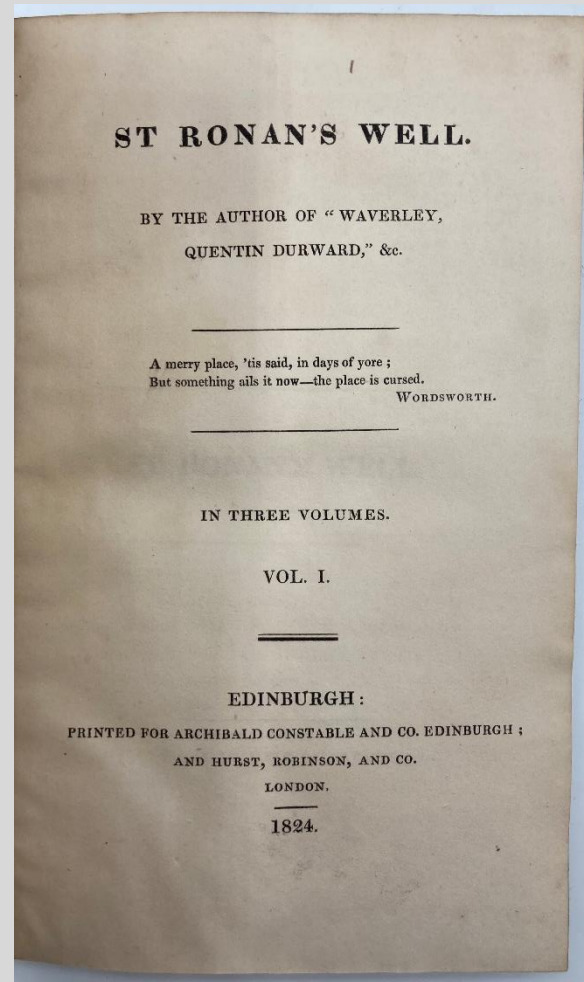 ST RONAN'S WELL.
BY THE AUTHOR OF “ WAVERLEY,
QUENTIN DURWARD,” &c.
A merry place, 'tis said, in days of yore ;
But something ails it now—the place is cursed.
WORDSWORTH.
IN THREE VOLUMES.
VOL. I.
EDINBURGH :
PRINTED FOR ARCHIBALD CONSTABLE AND CO. EDINBURGH ;
AND HURST, ROBINSON, AND CO.
LONDON.
1824.